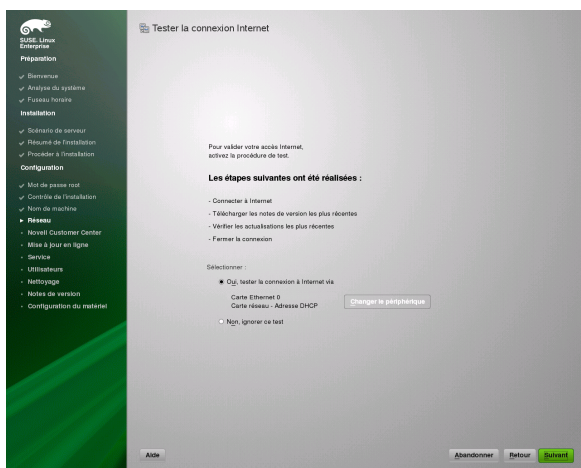 SUSE. Linux
Enterprise
Préparation
Bienvenue
Analyse du système
Fuseau horaire
Installation
Scénario de serveur
Résumé de l'installation
Procéder à l'installation
Configuration
Mot de passe root
Contrôle de l'installation
Nom de machine
Réseau
Novell Customer Center
Mise à jour en ligne
Service
Utilisateurs
Nettoyage
Notes de version
Configuration du matériel
Tester la connexion Internet
Pour valider votre accès Internet,
activez la procédure de test.
Les étapes suivantes ont été réalisées :
- Connecter à Internet
- Télécharger les notes de version les plus récentes
- Vérifier les actualisations les plus récentes
- Fermer la connexion
Sélectionner :
Oui, tester la connexion à Internet via
Carte Ethernet 0
Carte réseau - Adresse DHCP
Changer le périphérique
Non, ignorer ce test
Aide
Abandonner
Retour
Suivant